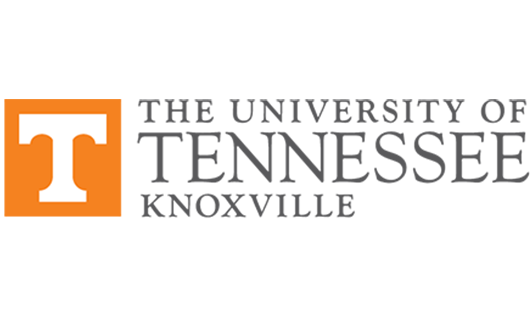 T
THE UNIVERSITY OF
TENNESSEE
KNOXVILLE